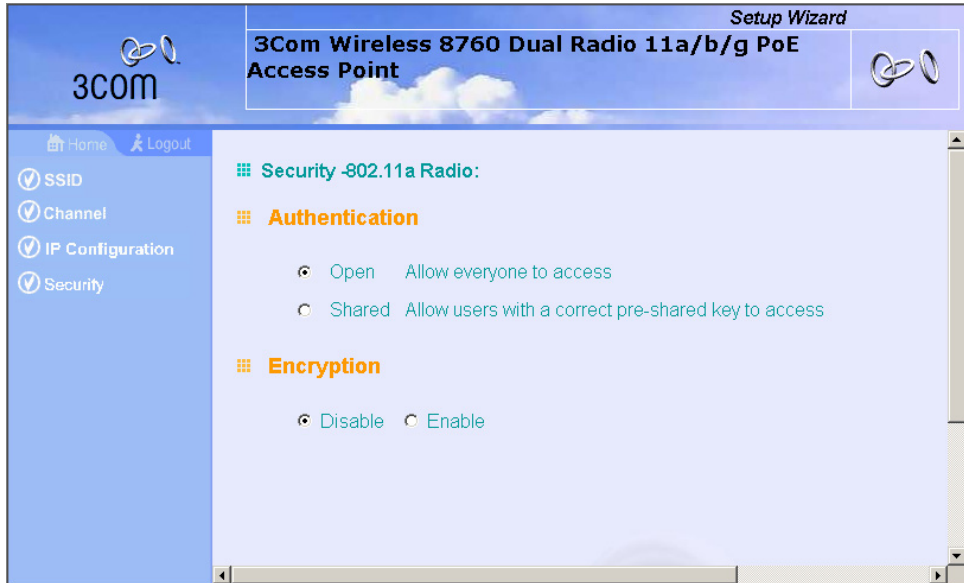 Setup Wizard
3Com Wireless 8760 Dual Radio 11a/b/g PoE
Access Point
3COM
Home Logout
SSID
Channel
IP Configuration
Security
Security -802.11a Radio:
Authentication
Open Allow everyone to access
Shared Allow users with a correct pre-shared key to access
Encryption
Disable Enable